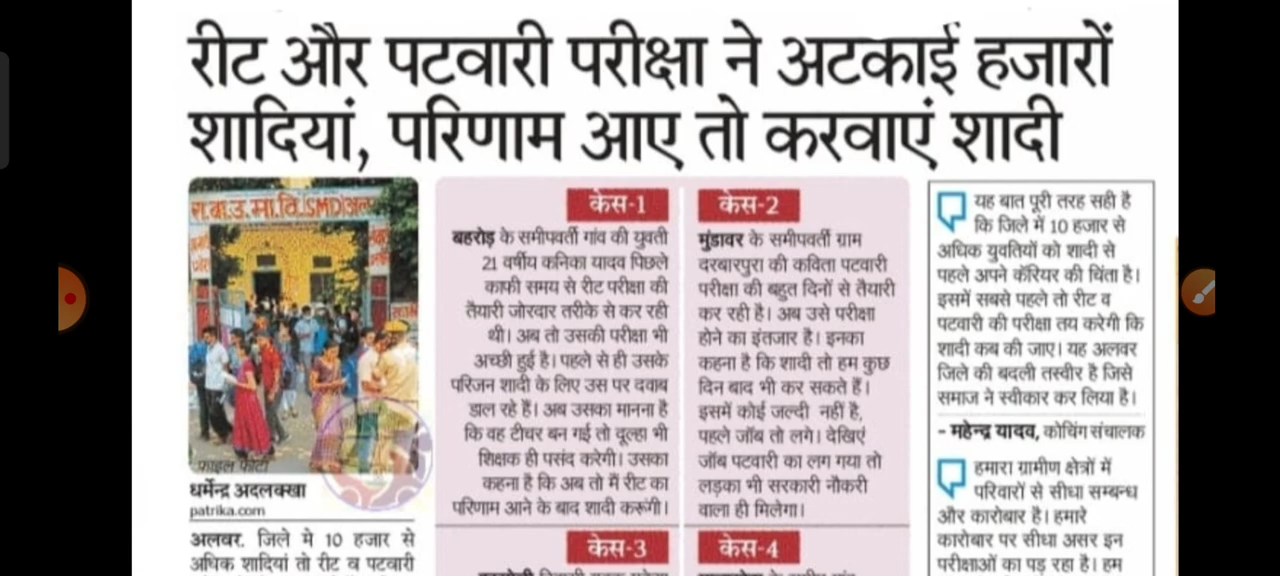 रीट और पटवारी परीक्षा ने अटकाई हजारों
शादियां, परिणाम आए तो करवाएं शादी
रा.बा.उ.मा.वि.SMD
फाइल फोटो
धर्मेन्द्र अदलक्खा
patrika.com
अलवर. जिले मे 10 हजार से
अधिक शादियां तो रीट व पटवारी
केस-1
बहरोड़ के समीपवर्ती गांव की युवती
21 वर्षीय कनिका यादव पिछले
काफी समय से रीट परीक्षा की
तैयारी जोरदार तरीके से कर रही
थी। अब तो उसकी परीक्षा भी
अच्छी हुई है। पहले से ही उसके
परिजन शादी के लिए उस पर दवाब
डाल रहे हैं। अब उसका मानना है
कि वह टीचर बन गई तो दूल्हा भी
शिक्षक ही पसंद करेगी। उसका
कहना है कि अब तो मैं रीट का
परिणाम आने के बाद शादी करूंगी।
केस-2
मुंडावर के समीपवर्ती ग्राम
दरबारपुरा की कविता पटवारी
परीक्षा की बहुत दिनों से तैयारी
कर रही है। अब उसे परीक्षा
होने का इंतजार है। इनका
कहना है कि शादी तो हम कुछ
दिन बाद भी कर सकते हैं।
इसमें कोई जल्दी नहीं है,
पहले जॉब तो लगे। देखिएं
जॉब पटवारी का लग गया तो
लड़का भी सरकारी नौकरी
वाला ही मिलेगा।
केस-3
केस-4
यह बात पूरी तरह सही है
कि जिले में 10 हजार से
अधिक युवतियों को शादी से
पहले अपने कॅरियर की चिंता है।
इसमें सबसे पहले तो रीट व
पटवारी की परीक्षा तय करेगी कि
शादी कब की जाए। यह अलवर
जिले की बदली तस्वीर है जिसे
समाज ने स्वीकार कर लिया है।
- महेन्द्र यादव, कोचिंग संचालक
हमारा ग्रामीण क्षेत्रों में
परिवारों से सीधा सम्बन्ध
और कारोबार है। हमारे
कारोबार पर सीधा असर इन
परीक्षाओं का पड़ रहा है। हम